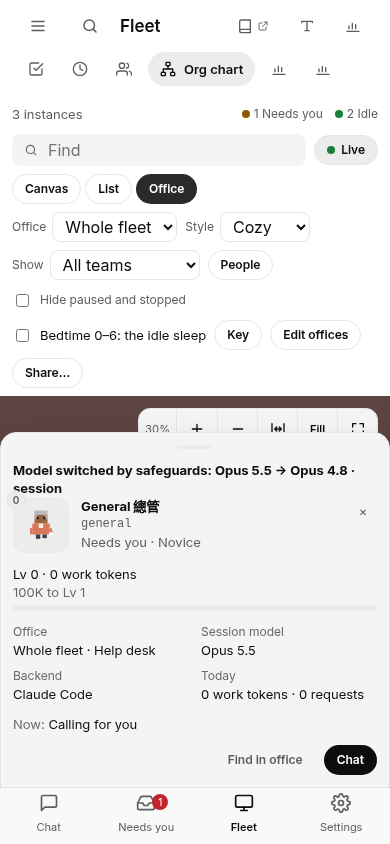 Fleet
Org chart
3 instances
1 Needs you
2 Idle
Find
Live
Canvas
List
Office
Office
Whole fleet
Style
Cozy
Show
All teams
People
Hide paused and stopped
Bedtime 0–6: the idle sleep
Key
Edit offices
Share…
30%
Fill
Model switched by safeguards: Opus 5.5 → Opus 4.8 · session
0
General 總管
general
Needs you · Novice
Lv 0 · 0 work tokens
100K to Lv 1
Office
Session model
Whole fleet · Help desk
Opus 5.5
Backend
Today
Claude Code
0 work tokens · 0 requests
Now: Calling for you
Find in office
Chat
1
Chat
Needs you
Fleet
Settings